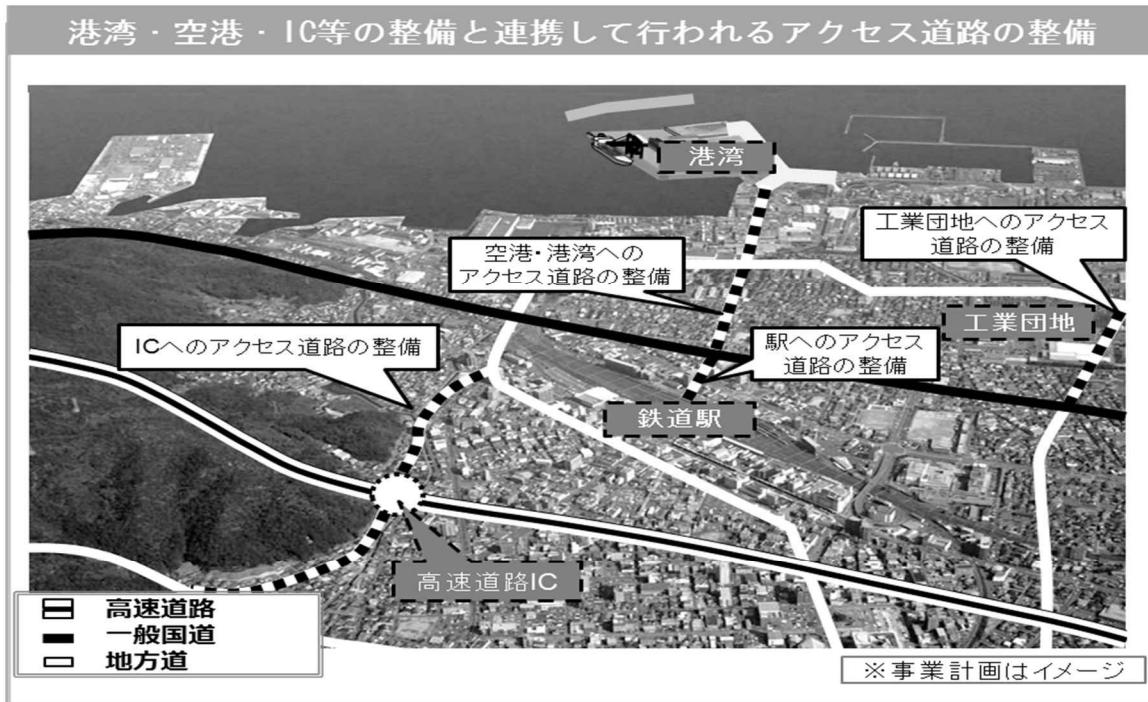 港湾・空港・IC等の整備と連携して行われるアクセス道路の整備
港湾
工業団地へのアクセス
道路の整備
空港・港湾への
アクセス道路の整備
工業団地
ICへのアクセス道路の整備
駅へのアクセス
道路の整備
鉄道駅
高速道路IC
高速道路
一般国道
地方道
※事業計画はイメージ